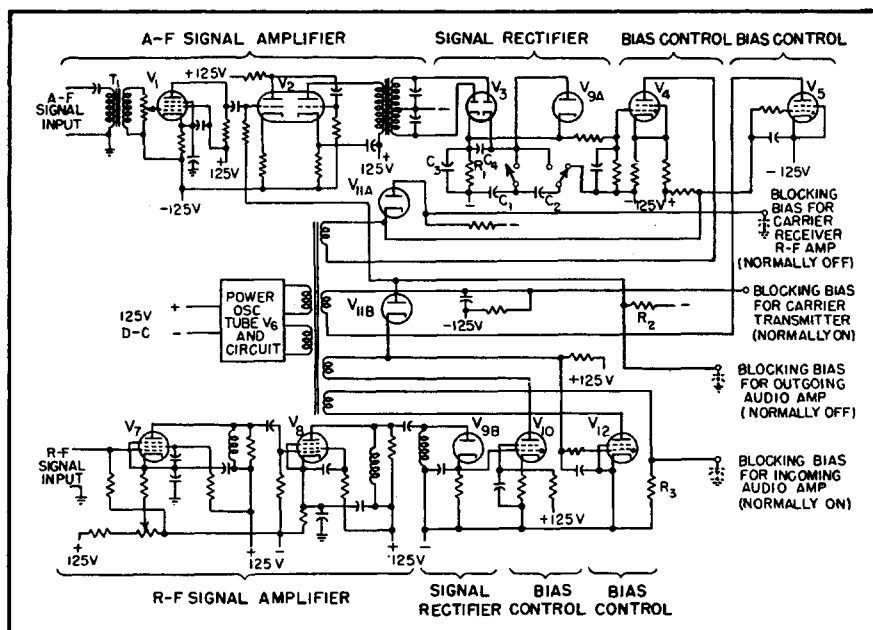 A-F SIGNAL AMPLIFIER
SIGNAL RECTIFIER
BIAS CONTROL
BIAS CONTROL
A-F
SIGNAL
INPUT
T1
V1
+125V
V2
V3
V9A
V4
V5
+
125V
+
125V
-125V
C3
R1
C4
C1
C2
-125V+
-125V
V11A
BLOCKING
BIAS FOR
CARRIER
RECEIVER
R-F AMP
(NORMALLY OFF)
125V
D-C
+
-
POWER
OSC
TUBE V6
AND
CIRCUIT
V11B
-125V
R2
BLOCKING BIAS
FOR CARRIER
TRANSMITTER
(NORMALLY ON)
+125V
BLOCKING BIAS
FOR OUTGOING
AUDIO AMP
(NORMALLY OFF)
R-F
SIGNAL
INPUT
V7
V8
V9B
V10
V12
R3
BLOCKING BIAS
FOR INCOMING
AUDIO AMP
(NORMALLY ON)
+125V
+
125V
+
125V
-
+
125V
-
R-F SIGNAL AMPLIFIER
SIGNAL
RECTIFIER
BIAS
CONTROL
BIAS
CONTROL